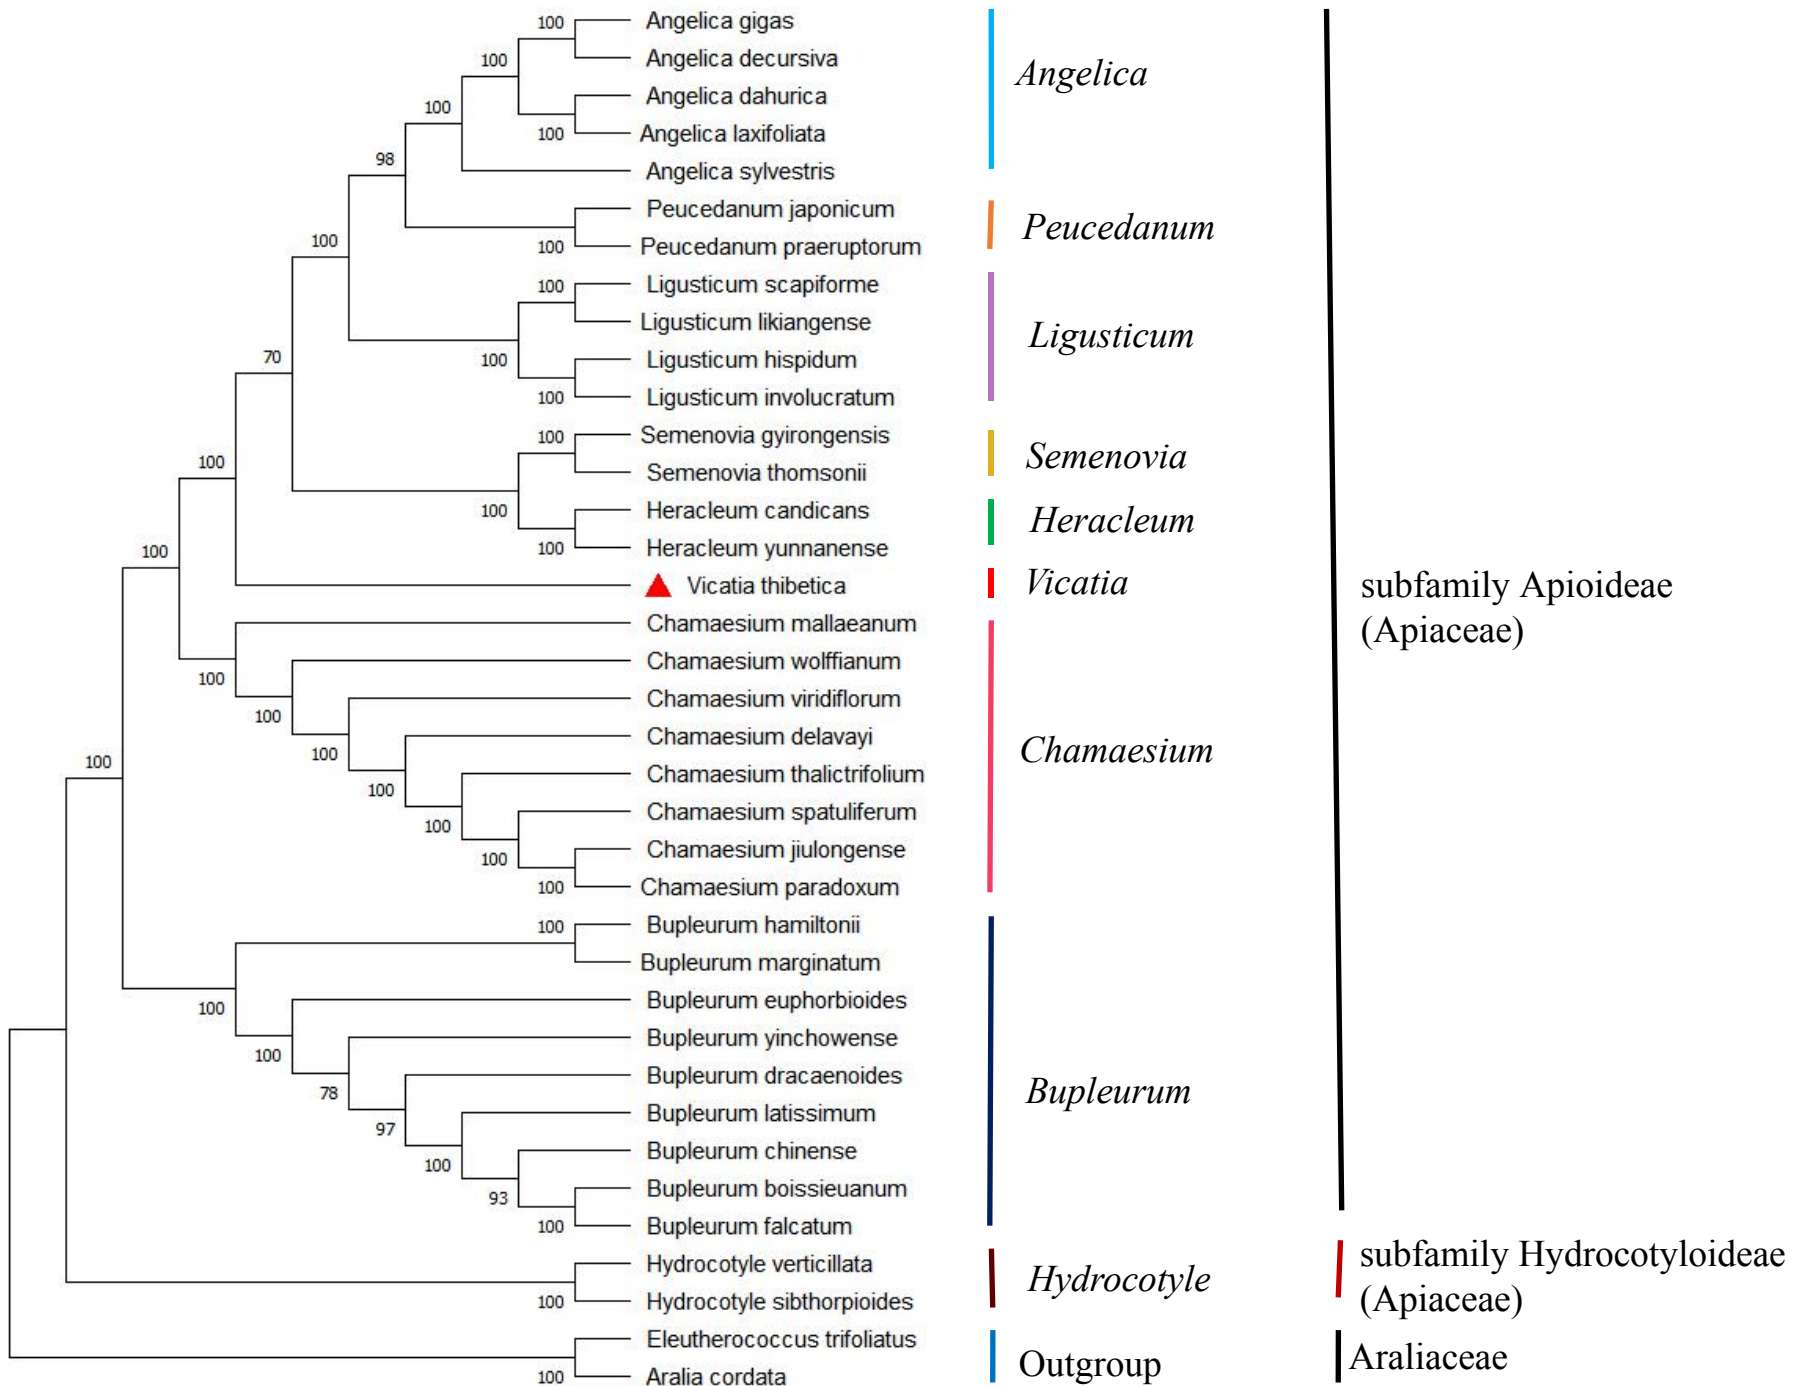 100
Angelica gigas
Angelica decursiva
100
Angelica dahurica
100
Angelica laxifoliata
100
Angelica sylvestris
98
Peucedanum japonicum
100
Peucedanum praeruptorum
100
Ligusticum scapiforme
100
Ligusticum likiangense
Ligusticum hispidum
100
Ligusticum involucratum
100
70
Semenovia gyirongensis
100
Semenovia thomsonii
100
Heracleum candicans
100
Heracleum yunnanense
100
100
Vicatia thibetica
Chamaesium mallaeanum
100
Chamaesium wolffianum
100
Chamaesium viridiflorum
100
Chamaesium delavayi
100
Chamaesium thalictrifolium
100
Chamaesium spatuliferum
100
Chamaesium jiulongense
100
Chamaesium paradoxum
100
100
Bupleurum hamiltonii
Bupleurum marginatum
100
Bupleurum euphorbioides
100
Bupleurum yinchowense
78
Bupleurum dracaenoides
97
Bupleurum latissimum
100
Bupleurum chinense
93
Bupleurum boissieuanum
100
Bupleurum falcatum
Hydrocotyle verticillata
100
Hydrocotyle sibthorpioides
Eleutherococcus trifoliatus
100
Aralia cordata
Angelica
Peucedanum
Ligusticum
Semenovia
Heracleum
Vicatia
Chamaesium
Bupleurum
Hydrocotyle
Outgroup
subfamily Apioideae
(Apiaceae)
subfamily Hydrocotyloideae
(Apiaceae)
Araliaceae